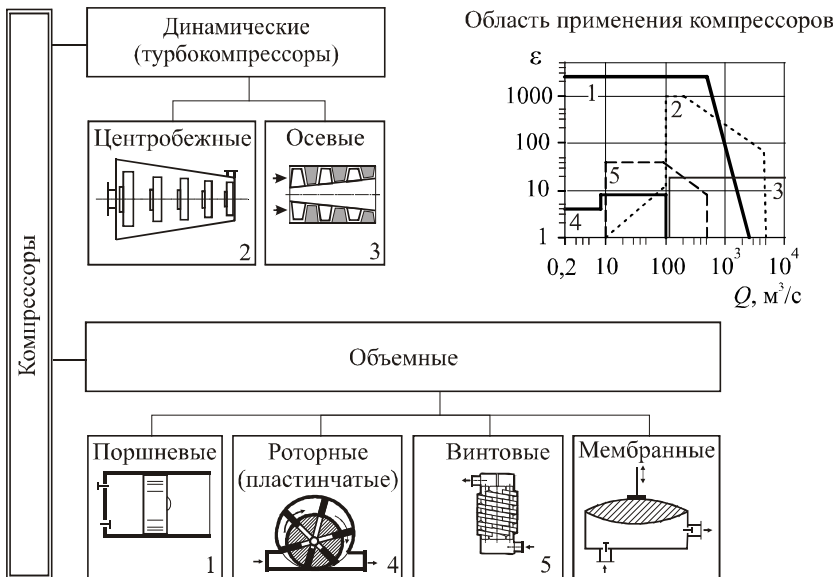 Компрессоры
Динамические
(турбокомпрессоры)
Центробежные
2
Осевые
3
Область применения компрессоров
ε
1000
100
10
1
1
2
5
3
4
0,2 10 100 10³ 10⁴
Q, м³/с
Объемные
Поршневые
1
Роторные
(пластинчатые)
4
Винтовые
5
Мембранные